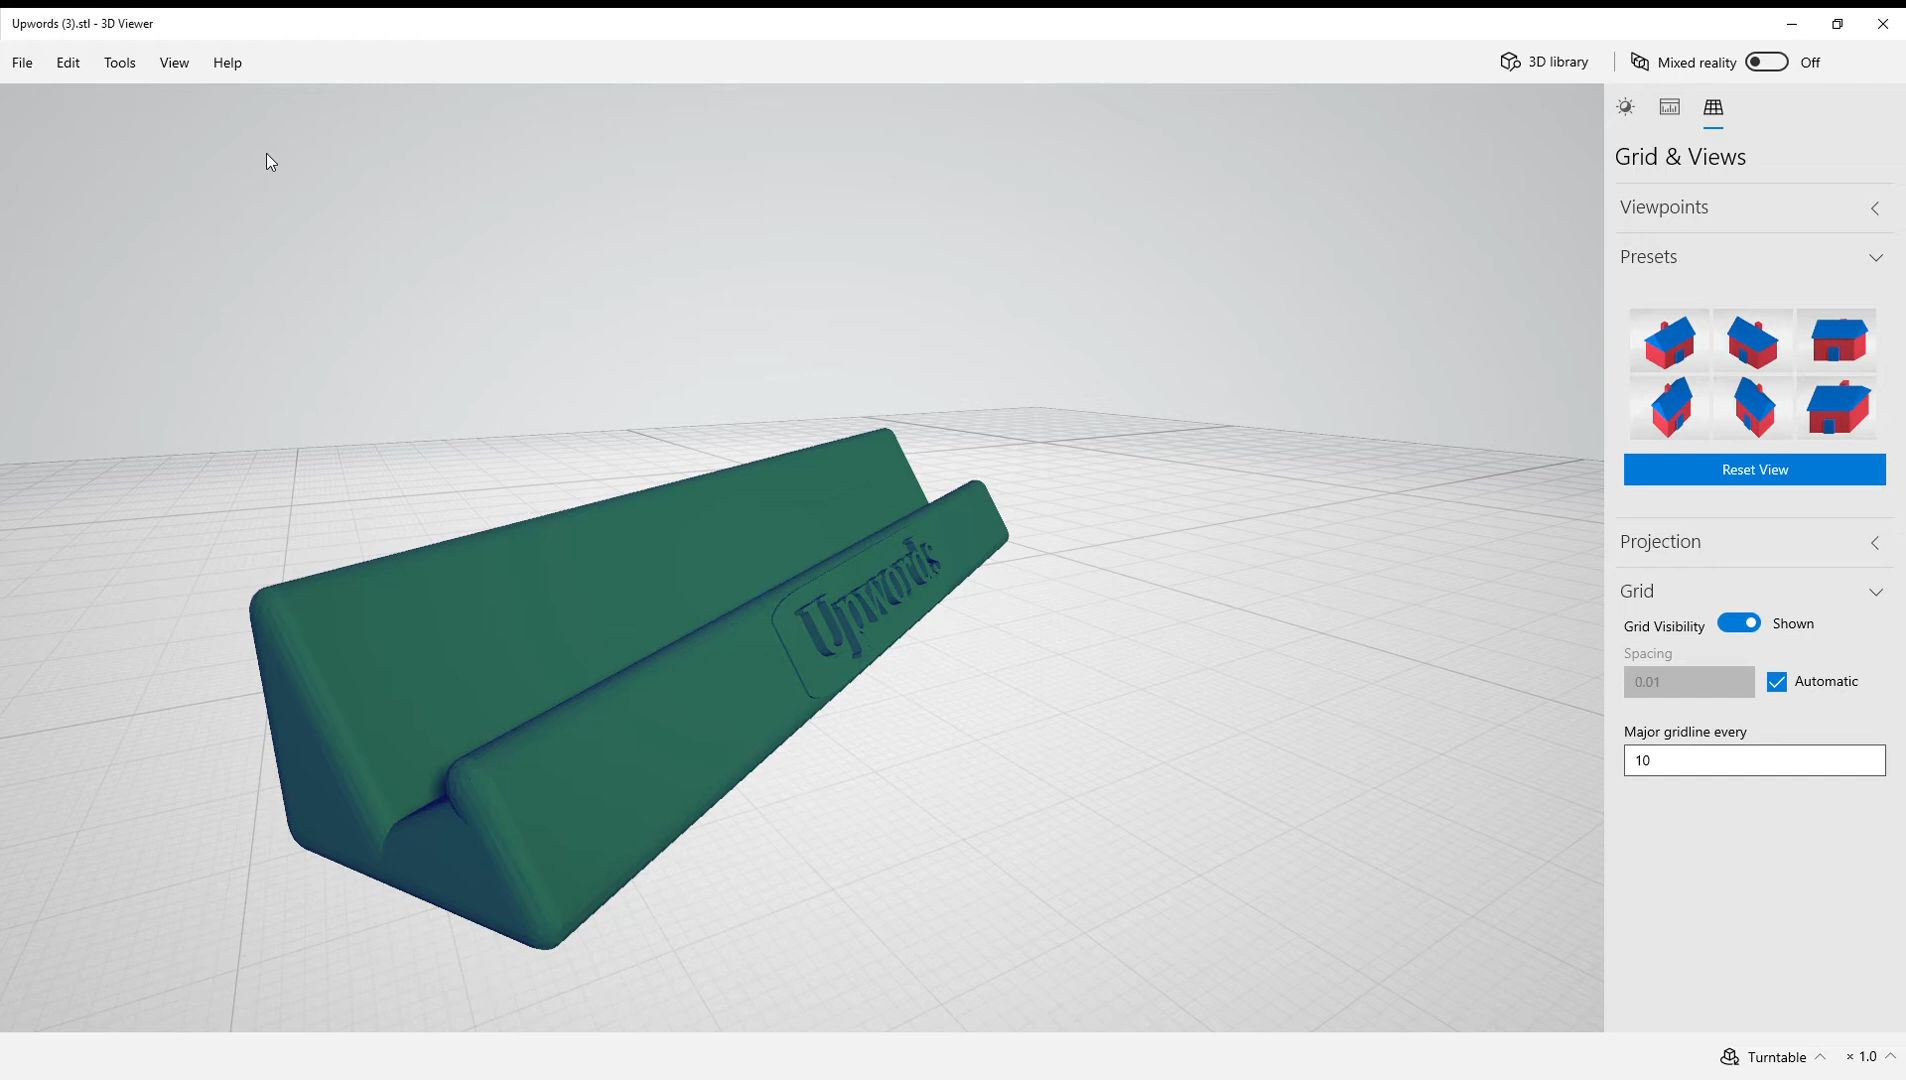 Upwords (3).stl - 3D Viewer
File Edit Tools View Help
3D library
Mixed reality Off
Grid & Views
Viewpoints
Presets
Reset View
Projection
Grid
Grid Visibility Shown
Spacing
0.01 Automatic
Major gridline every
10
Upwords
Turntable × 1.0